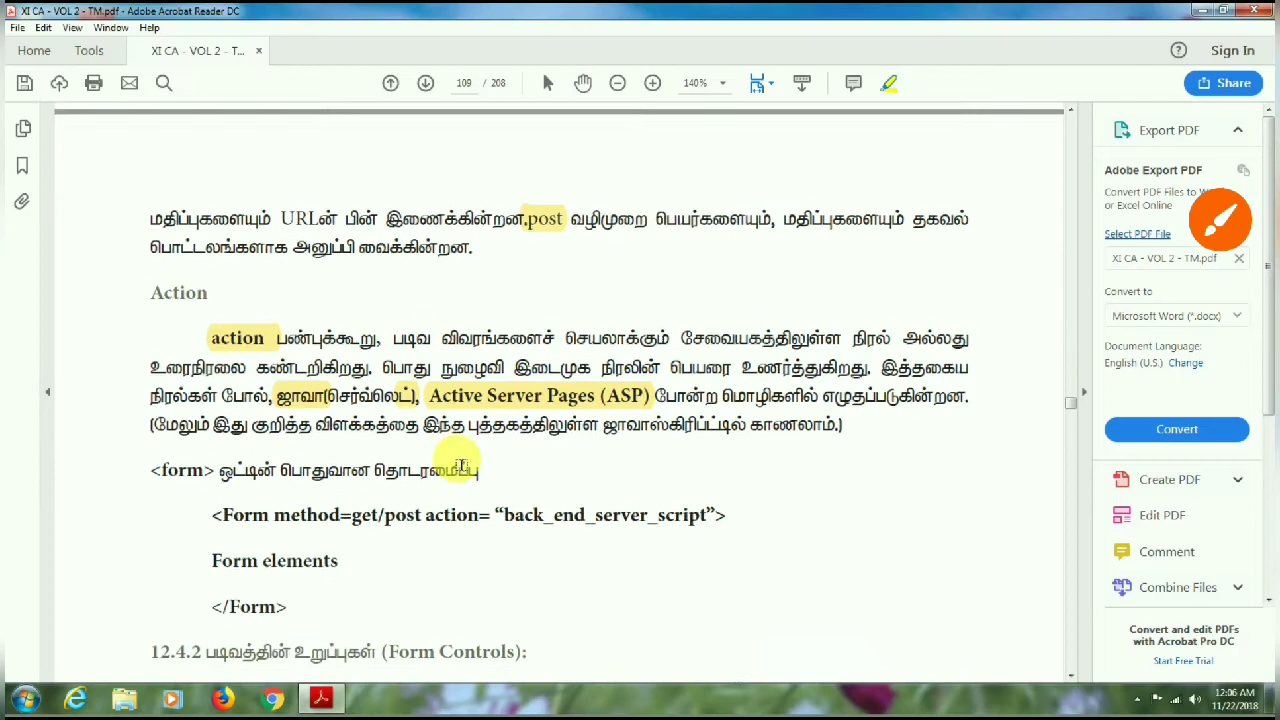 XI CA - VOL 2 - TM.pdf - Adobe Acrobat Reader DC
File Edit View Window Help
Home Tools XI CA - VOL 2 - T... × Sign In
109 / 208 140% Share
மதிப்புகளையும் URLன் பின் இணைக்கின்றன.post வழிமுறை பெயர்களையும், மதிப்புகளையும் தகவல்
பொட்டலங்களாக அனுப்பி வைக்கின்றன.
Action
action பண்புக்கூறு, படிவ விவரங்களைச் செயலாக்கும் சேவையகத்திலுள்ள நிரல் அல்லது
உரைநிரலை கண்டறிகிறது. பொது நுழைவி இடைமுக நிரலின் பெயரை உணர்த்துகிறது. இத்தகைய
நிரல்கள் போல், ஜாவா(செர்வ்லெட்), Active Server Pages (ASP) போன்ற மொழிகளில் எழுதப்படுகின்றன.
(மேலும் இது குறித்த விளக்கத்தை இந்த புத்தகத்திலுள்ள ஜாவாஸ்கிரிப்ட்டில் காணலாம்.)
<form> ஒட்டின் பொதுவான தொடரமைப்பு
<Form method=get/post action= “back_end_server_script”>
Form elements
</Form>
12.4.2 படிவத்தின் உறுப்புகள் (Form Controls):
Export PDF
Adobe Export PDF
Convert PDF Files to
or Excel Online
Select PDF File
XI CA - VOL 2 - TM.pdf
Convert to
Microsoft Word (*.docx)
Document Language:
English (U.S.) Change
Convert
Create PDF
Edit PDF
Comment
Combine Files
Convert and edit PDFs
with Acrobat Pro DC
Start Free Trial
12:06 AM
11/22/2018